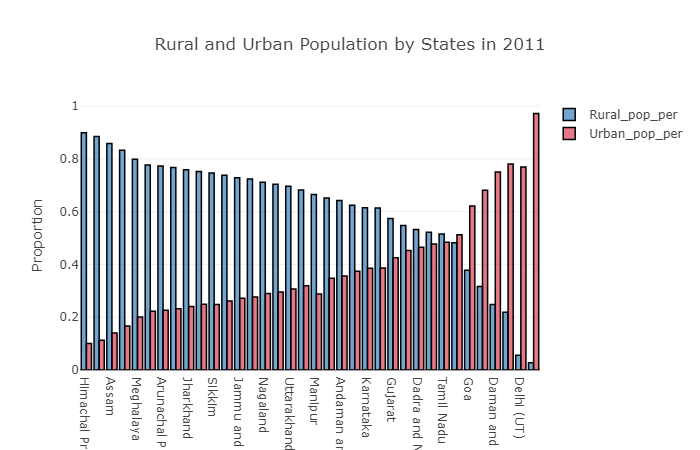 Rural and Urban Population by States in 2011
Rural_pop_per
Urban_pop_per
Proportion
1
0.8
0.6
0.4
0.2
0
Himachal Pr
Assam
Meghalaya
Arunachal P
Jharkhand
Sikkim
Jammu and
Nagaland
Uttarakhand
Manipur
Andaman ar
Karnataka
Gujarat
Dadra and N
Tamil Nadu
Goa
Daman and
Delhi (UT)